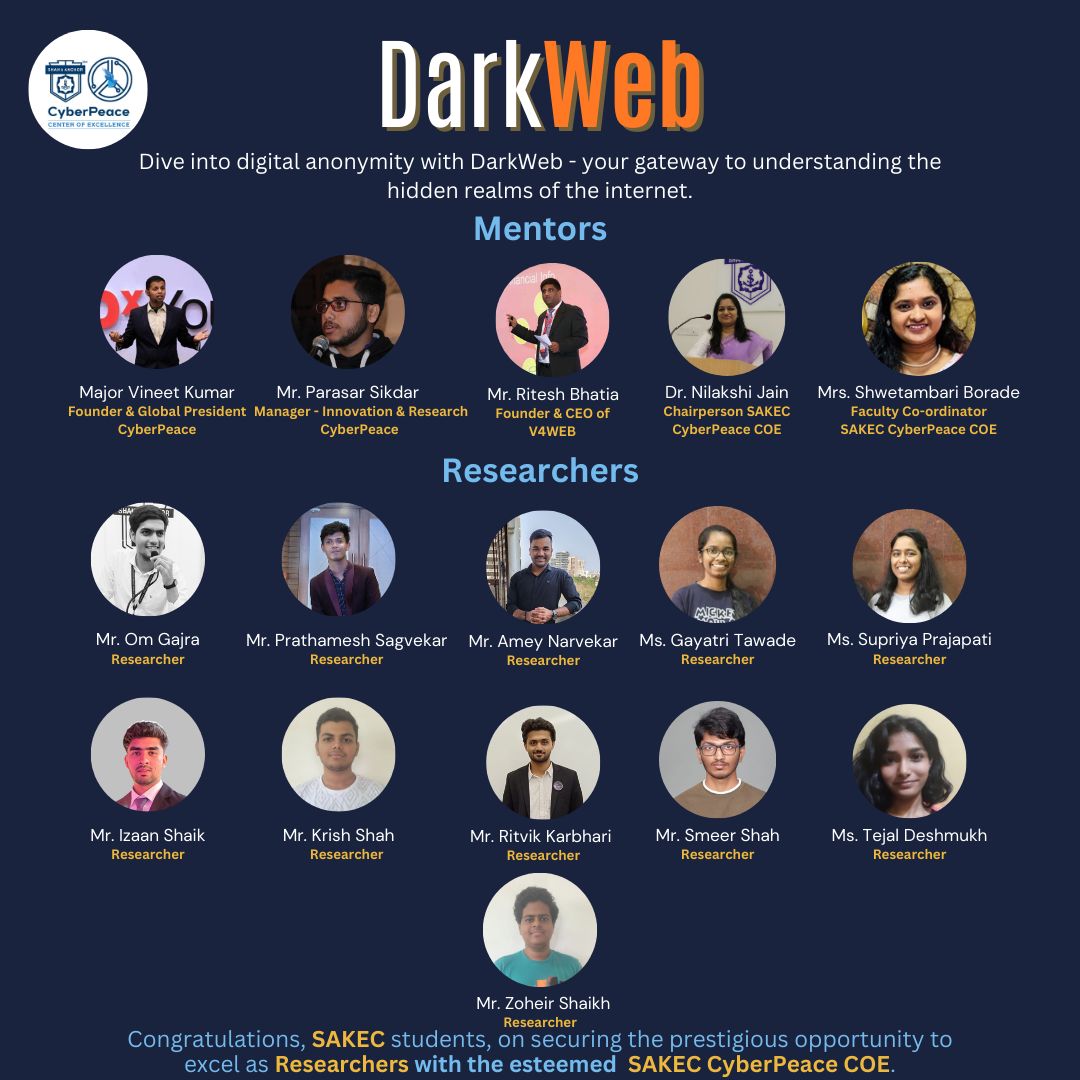 SHAH & ANCHOR
CyberPeace
CENTER OF EXCELLENCE
DarkWeb
Dive into digital anonymity with DarkWeb - your gateway to understanding the
hidden realms of the internet.
Mentors
Major Vineet Kumar
Founder & Global President
CyberPeace
Mr. Parasar Sikdar
Manager - Innovation & Research
CyberPeace
Mr. Ritesh Bhatia
Founder & CEO of
V4WEB
Dr. Nilakshi Jain
Chairperson SAKEC
CyberPeace COE
Mrs. Shwetambari Borade
Faculty Co-ordinator
SAKEC CyberPeace COE
Researchers
Mr. Om Gajra
Researcher
Mr. Prathamesh Sagvekar
Researcher
Mr. Amey Narvekar
Researcher
MICKE
Ms. Gayatri Tawade
Researcher
Ms. Supriya Prajapati
Researcher
Mr. Izaan Shaik
Researcher
Mr. Krish Shah
Researcher
Mr. Ritvik Karbhari
Researcher
Mr. Smeer Shah
Researcher
Ms. Tejal Deshmukh
Researcher
Mr. Zoheir Shaikh
Researcher
Congratulations, SAKEC students, on securing the prestigious opportunity to
excel as Researchers with the esteemed SAKEC CyberPeace COE.